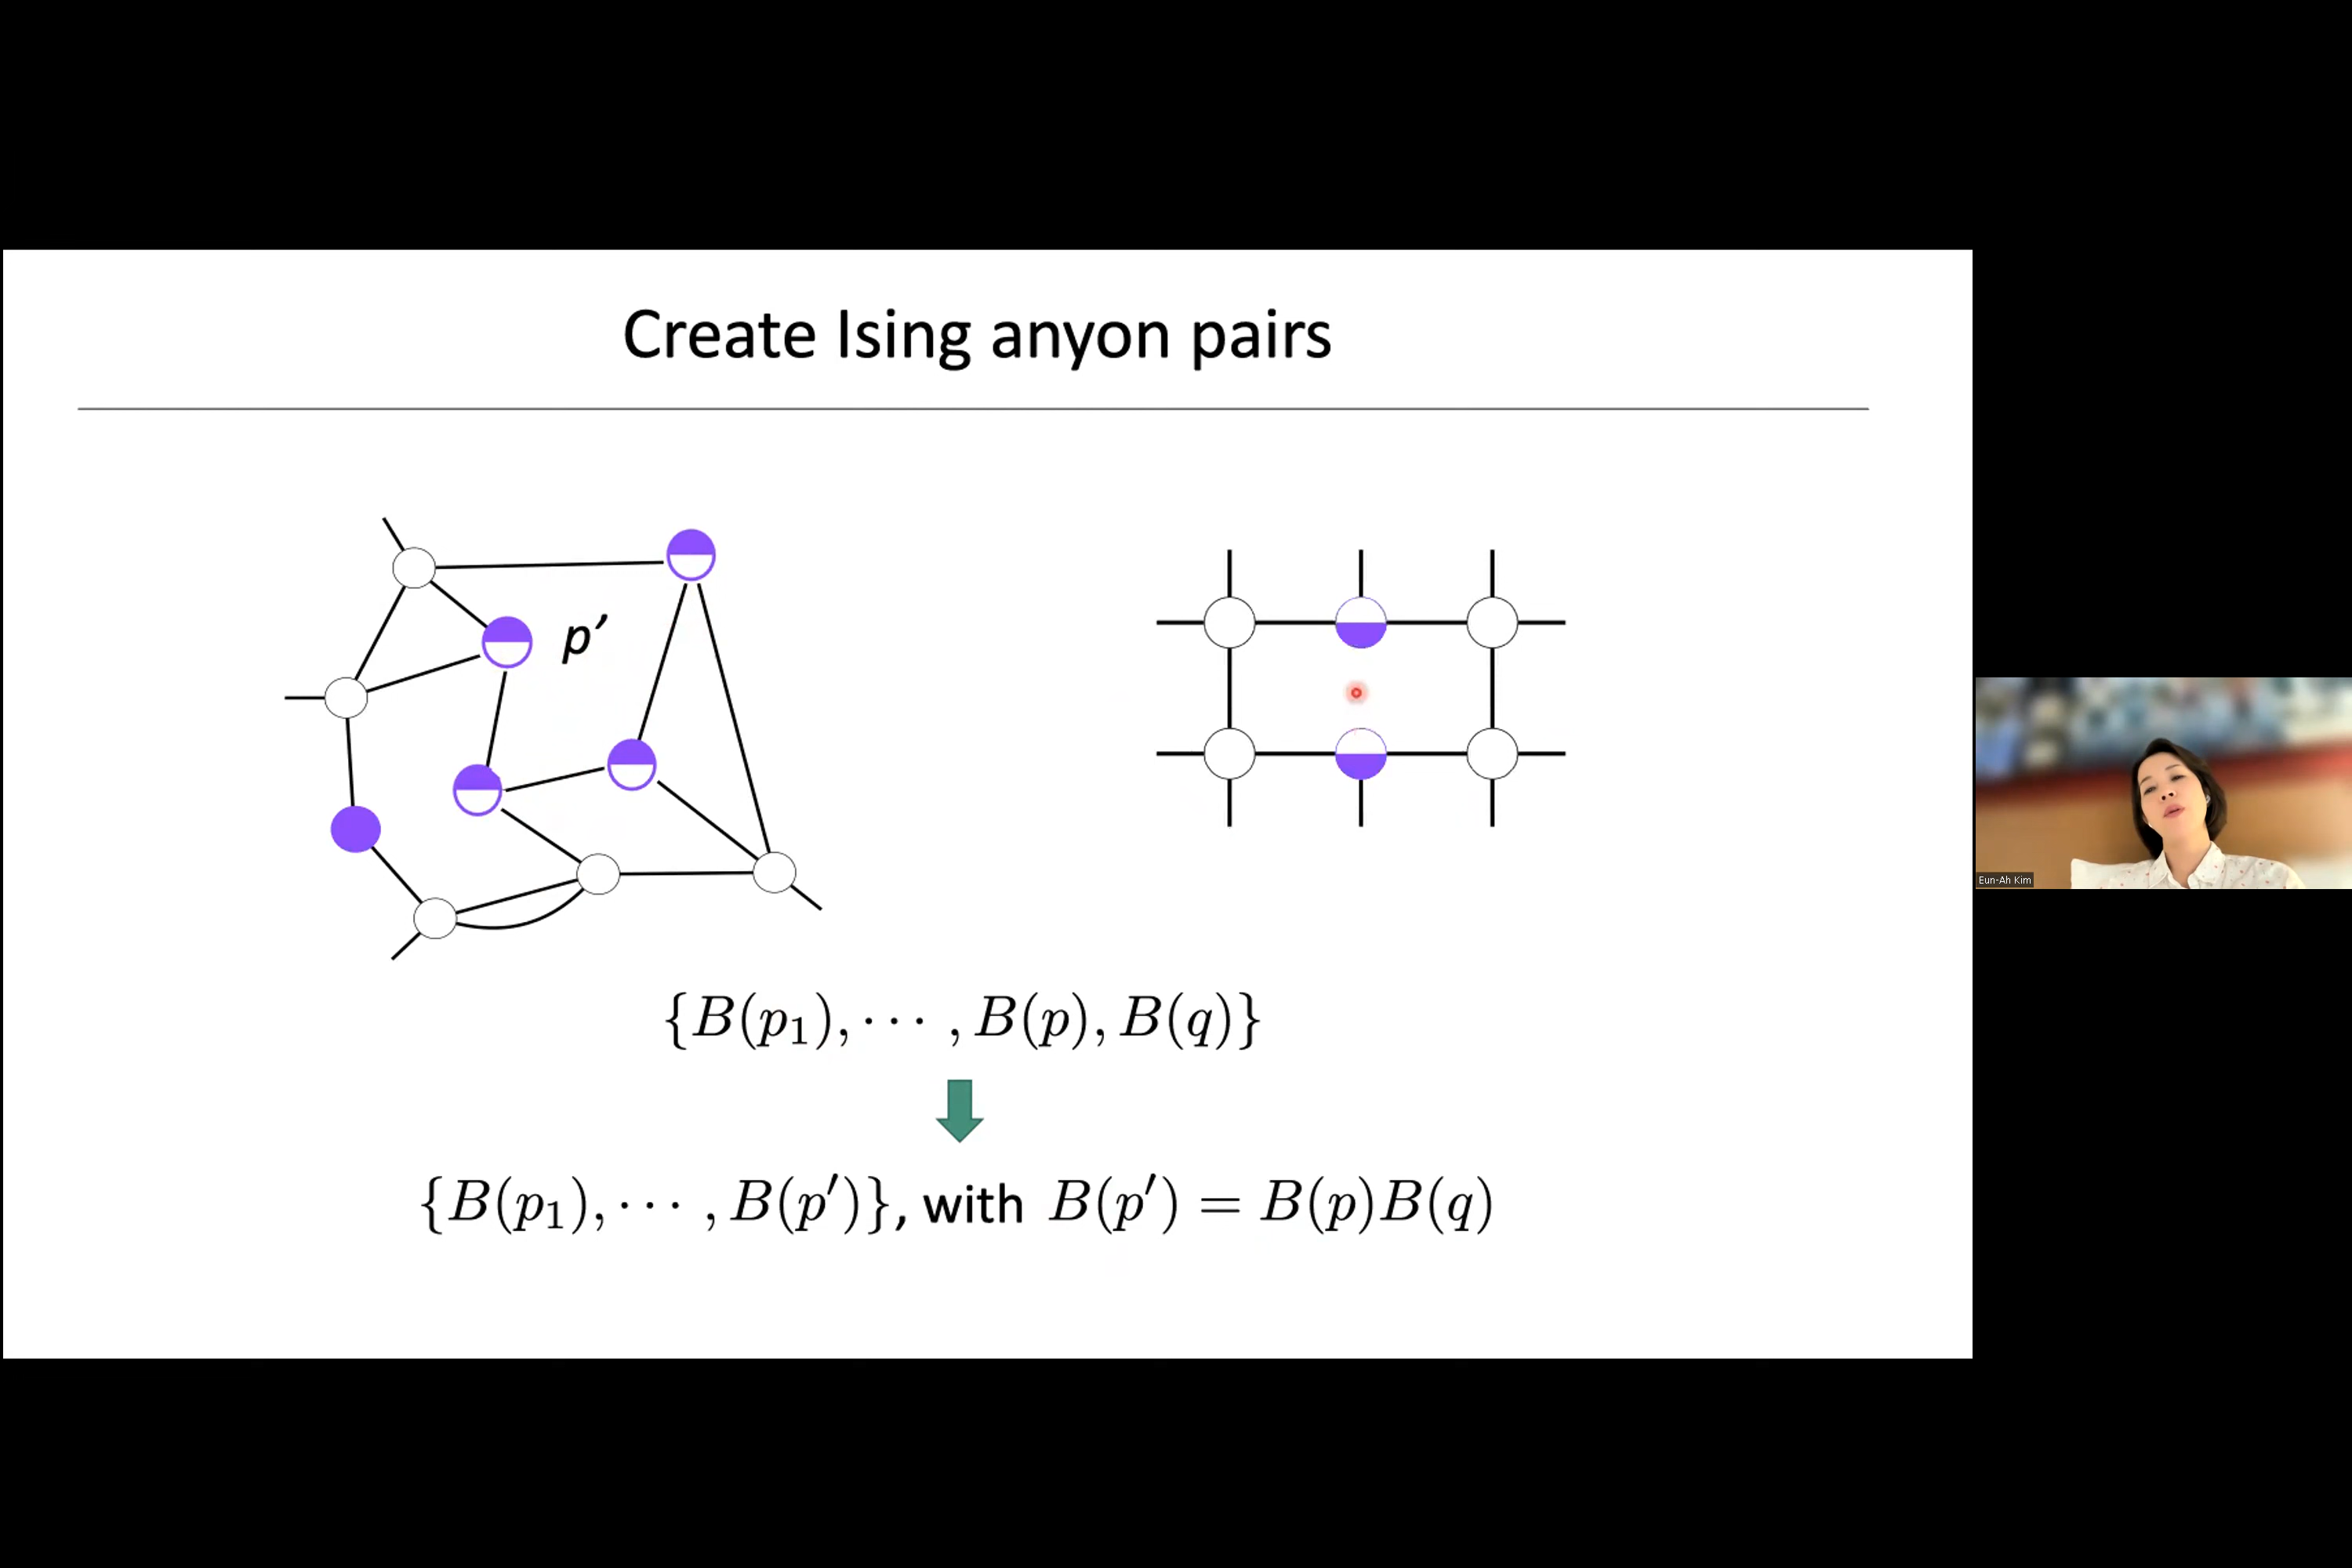 Create Ising anyon pairs
p′
{B(p₁), ⋯ , B(p), B(q)}
{B(p₁), ⋯ , B(p′)}, with B(p′) = B(p)B(q)
Eun-Ah Kim